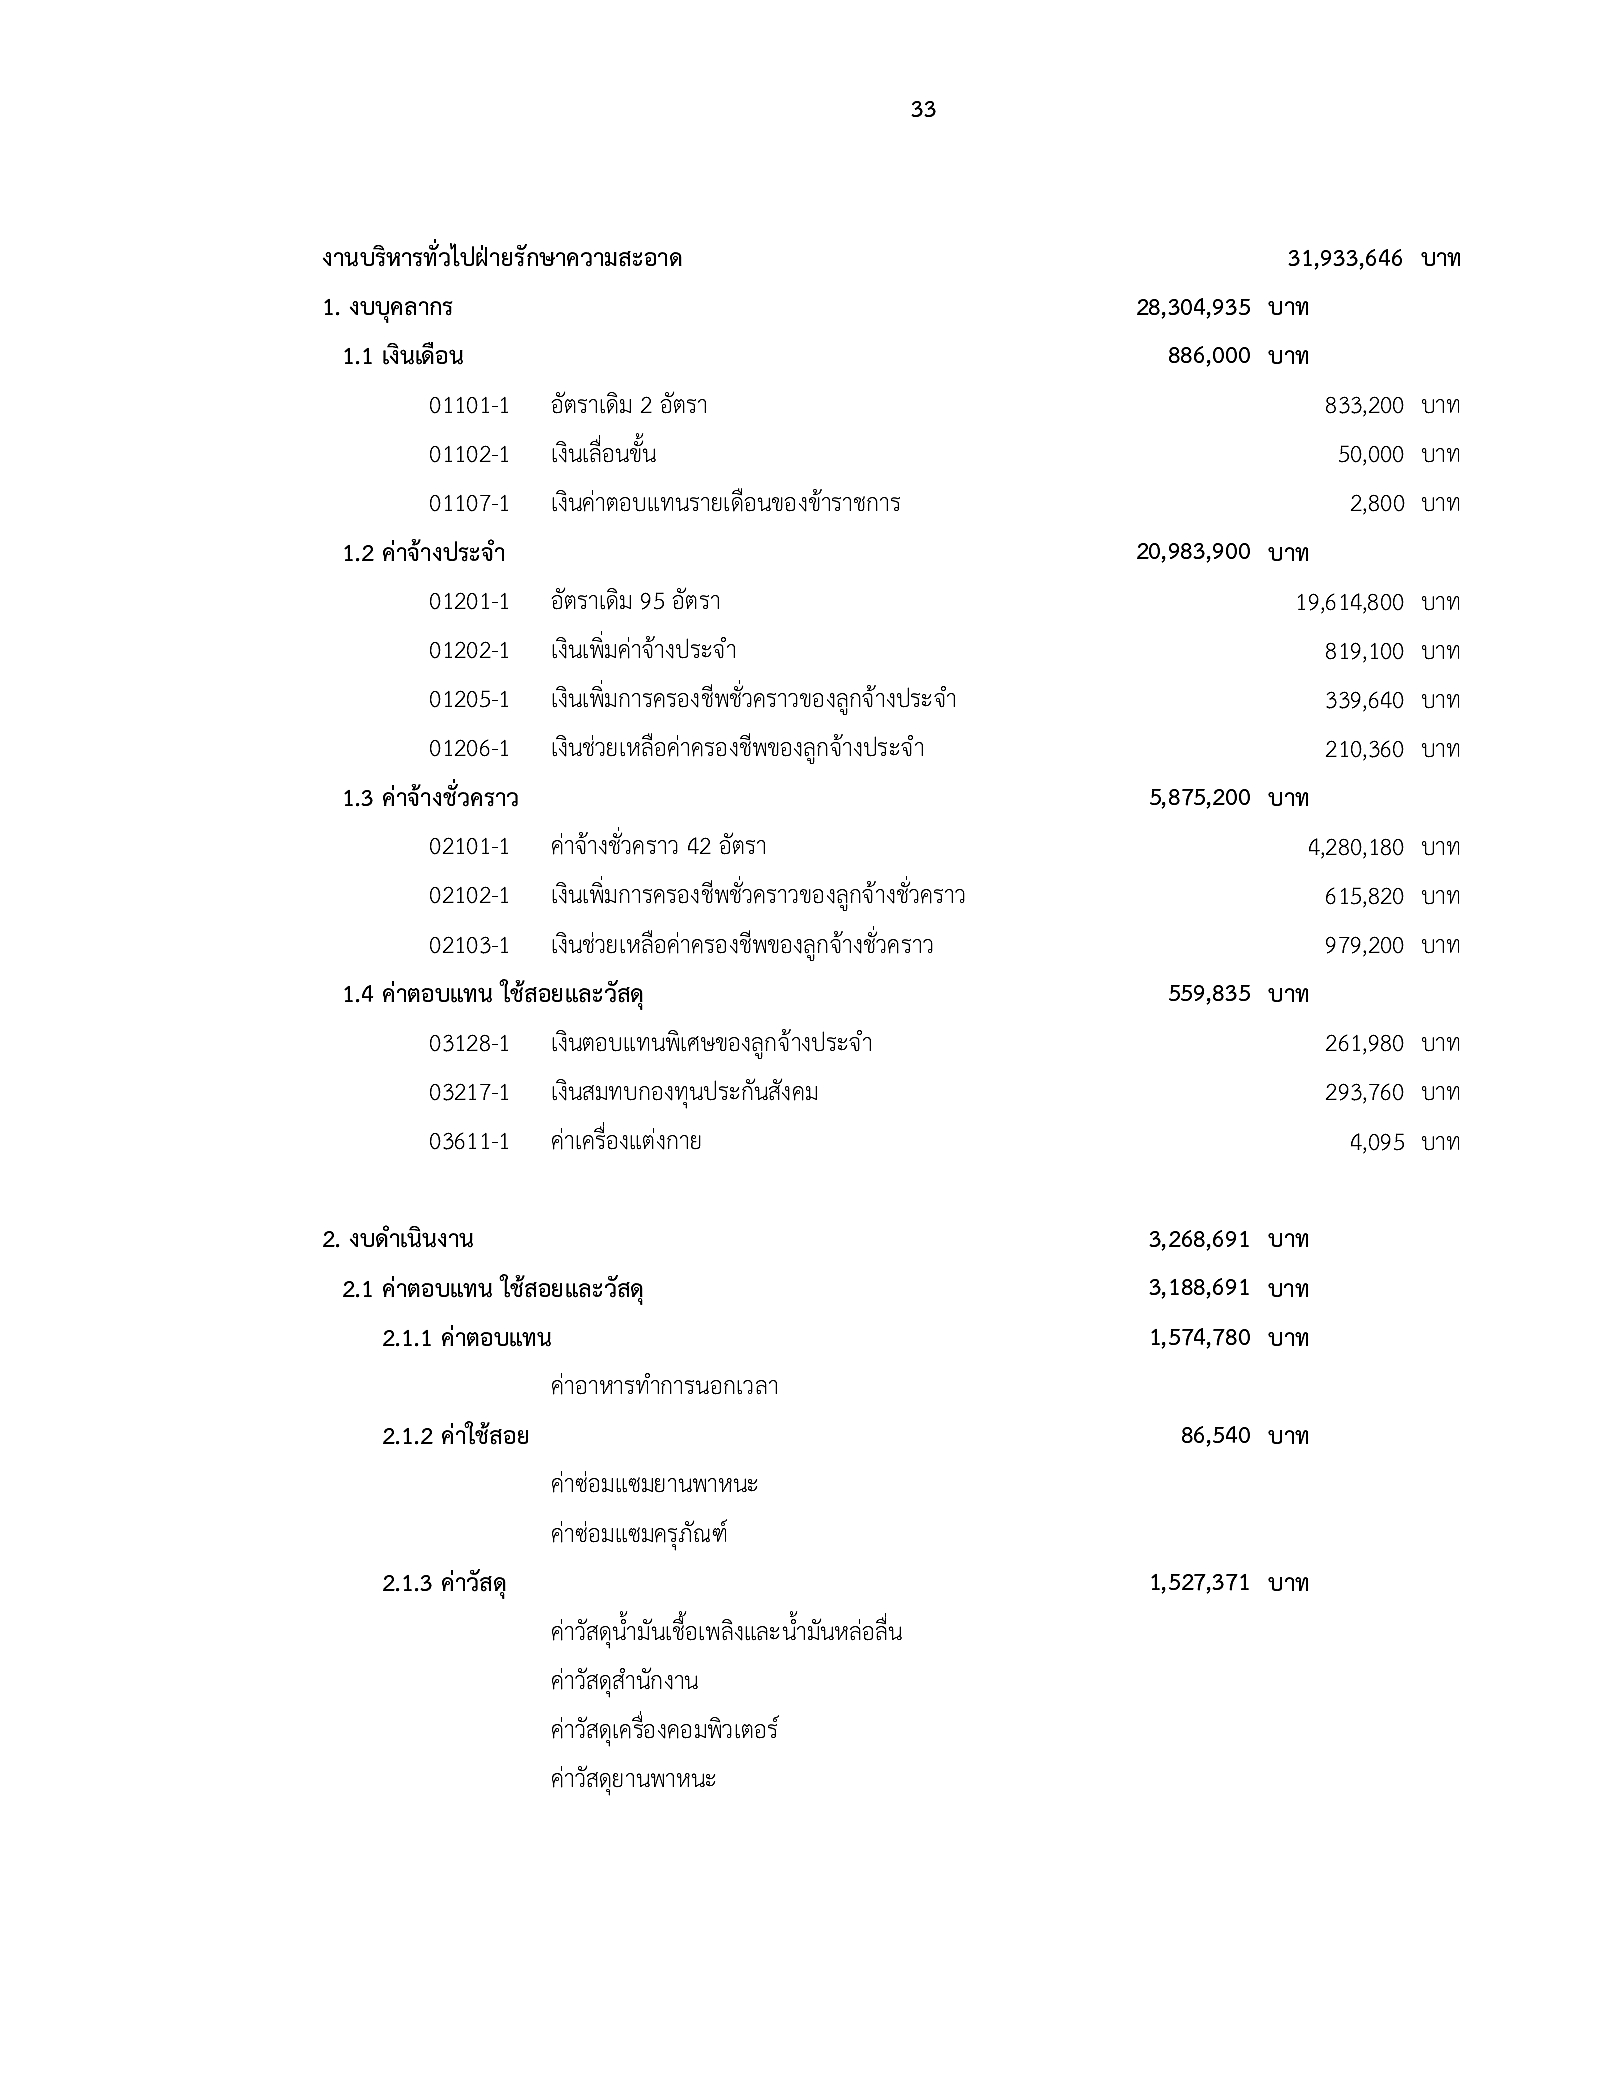 33
งานบริหารทั่วไปฝ่ายรักษาความสะอาด 31,933,646 บาท
1. งบบุคลากร 28,304,935 บาท
1.1 เงินเดือน 886,000 บาท
01101-1 อัตราเดิม 2 อัตรา 833,200 บาท
01102-1 เงินเลื่อนขั้น 50,000 บาท
01107-1 เงินค่าตอบแทนรายเดือนของข้าราชการ 2,800 บาท
1.2 ค่าจ้างประจำ 20,983,900 บาท
01201-1 อัตราเดิม 95 อัตรา 19,614,800 บาท
01202-1 เงินเพิ่มค่าจ้างประจำ 819,100 บาท
01205-1 เงินเพิ่มการครองชีพชั่วคราวของลูกจ้างประจำ 339,640 บาท
01206-1 เงินช่วยเหลือค่าครองชีพของลูกจ้างประจำ 210,360 บาท
1.3 ค่าจ้างชั่วคราว 5,875,200 บาท
02101-1 ค่าจ้างชั่วคราว 42 อัตรา 4,280,180 บาท
02102-1 เงินเพิ่มการครองชีพชั่วคราวของลูกจ้างชั่วคราว 615,820 บาท
02103-1 เงินช่วยเหลือค่าครองชีพของลูกจ้างชั่วคราว 979,200 บาท
1.4 ค่าตอบแทน ใช้สอยและวัสดุ 559,835 บาท
03128-1 เงินตอบแทนพิเศษของลูกจ้างประจำ 261,980 บาท
03217-1 เงินสมทบกองทุนประกันสังคม 293,760 บาท
03611-1 ค่าเครื่องแต่งกาย 4,095 บาท
2. งบดำเนินงาน 3,268,691 บาท
2.1 ค่าตอบแทน ใช้สอยและวัสดุ 3,188,691 บาท
2.1.1 ค่าตอบแทน 1,574,780 บาท
ค่าอาหารทำการนอกเวลา
2.1.2 ค่าใช้สอย 86,540 บาท
ค่าซ่อมแซมยานพาหนะ
ค่าซ่อมแซมครุภัณฑ์
2.1.3 ค่าวัสดุ 1,527,371 บาท
ค่าวัสดุน้ำมันเชื้อเพลิงและน้ำมันหล่อลื่น
ค่าวัสดุสำนักงาน
ค่าวัสดุเครื่องคอมพิวเตอร์
ค่าวัสดุยานพาหนะ